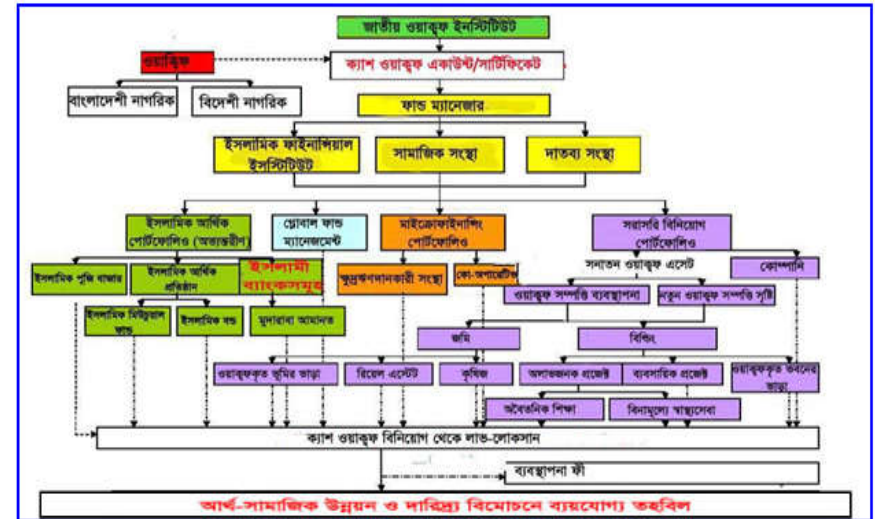 জাতীয় ওয়াকুফ ইনস্টিটিউট
ওয়াকুফ
ক্যাশ ওয়াকুফ একাউন্ট/সার্টিফিকেট
বাংলাদেশী নাগরিক
বিদেশী নাগরিক
ফান্ড ম্যানেজার
ইসলামিক ফাইনান্সিয়াল
ইসস্টিটিউট
সামাজিক সংস্থা
দাতব্য সংস্থা
ইসলামিক আর্থিক
পোর্টফোলিও (অভ্যন্তরীণ)
গ্লোবাল ফান্ড
ম্যানেজমেন্ট
মাইক্রোফাইনান্সিং
পোর্টফোলিও
সরাসরি বিনিয়োগ
পোর্টফোলিও
ইসলামিক পুজি বাজার
ইসলামিক আর্থিক
প্রতিষ্ঠান
ইসলামী
ব্যাংকসমুহ
ক্ষুদ্রঋণদানকারী সংস্থা
কো-অপারেটিভ
সনাতন ওয়াকুফ এসেট
কোম্পানি
ওয়াকুফ সম্পত্তি ব্যবস্থাপনা
নতুন ওয়াকুফ সম্পত্তি সৃষ্টি
ইসলামিক মিউচুয়াল
ফান্ড
ইসলামিক বন্ড
মুদারাবা আমানত
জমি
বিল্ডিং
ওয়াকুফকৃত ভূমির ভাড়া
রিয়েল এস্টেট
কৃষিজ
অলাভজনক প্রজেক্ট
ব্যবসায়িক প্রজেক্ট
ওয়াকুফকৃত ভবনের
ভাড়া
অবৈতনিক শিক্ষা
বিনামূল্যে স্বাস্থ্যসেবা
ক্যাশ ওয়াকুফ বিনিয়োগ থেকে লাভ-লোকসান
ব্যবস্থাপনা ফী
আর্থ-সামাজিক উন্নয়ন ও দারিদ্র্য বিমোচনে ব্যয়যোগ্য তহবিল